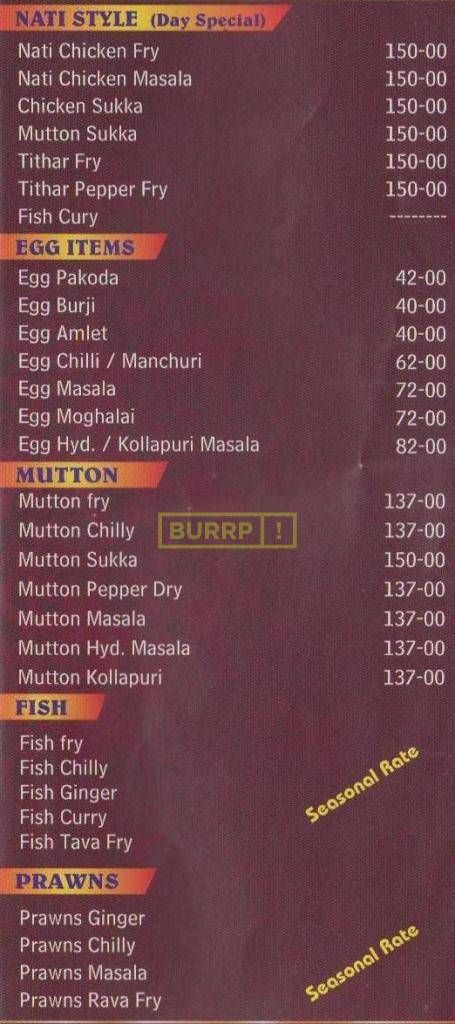 NATI STYLE (Day Special)
Nati Chicken Fry 150-00
Nati Chicken Masala 150-00
Chicken Sukka 150-00
Mutton Sukka 150-00
Tithar Fry 150-00
Tithar Pepper Fry 150-00
Fish Cury --------
EGG ITEMS
Egg Pakoda 42-00
Egg Burji 40-00
Egg Amlet 40-00
Egg Chilli / Manchuri 62-00
Egg Masala 72-00
Egg Moghalai 72-00
Egg Hyd. / Kollapuri Masala 82-00
MUTTON
Mutton fry 137-00
Mutton Chilly 137-00
BURRP!
Mutton Sukka 150-00
Mutton Pepper Dry 137-00
Mutton Masala 137-00
Mutton Hyd. Masala 137-00
Mutton Kollapuri 137-00
FISH
Fish fry
Fish Chilly
Fish Ginger
Fish Curry
Fish Tava Fry
Seasonal Rate
PRAWNS
Prawns Ginger
Prawns Chilly
Prawns Masala
Prawns Rava Fry
Seasonal Rate